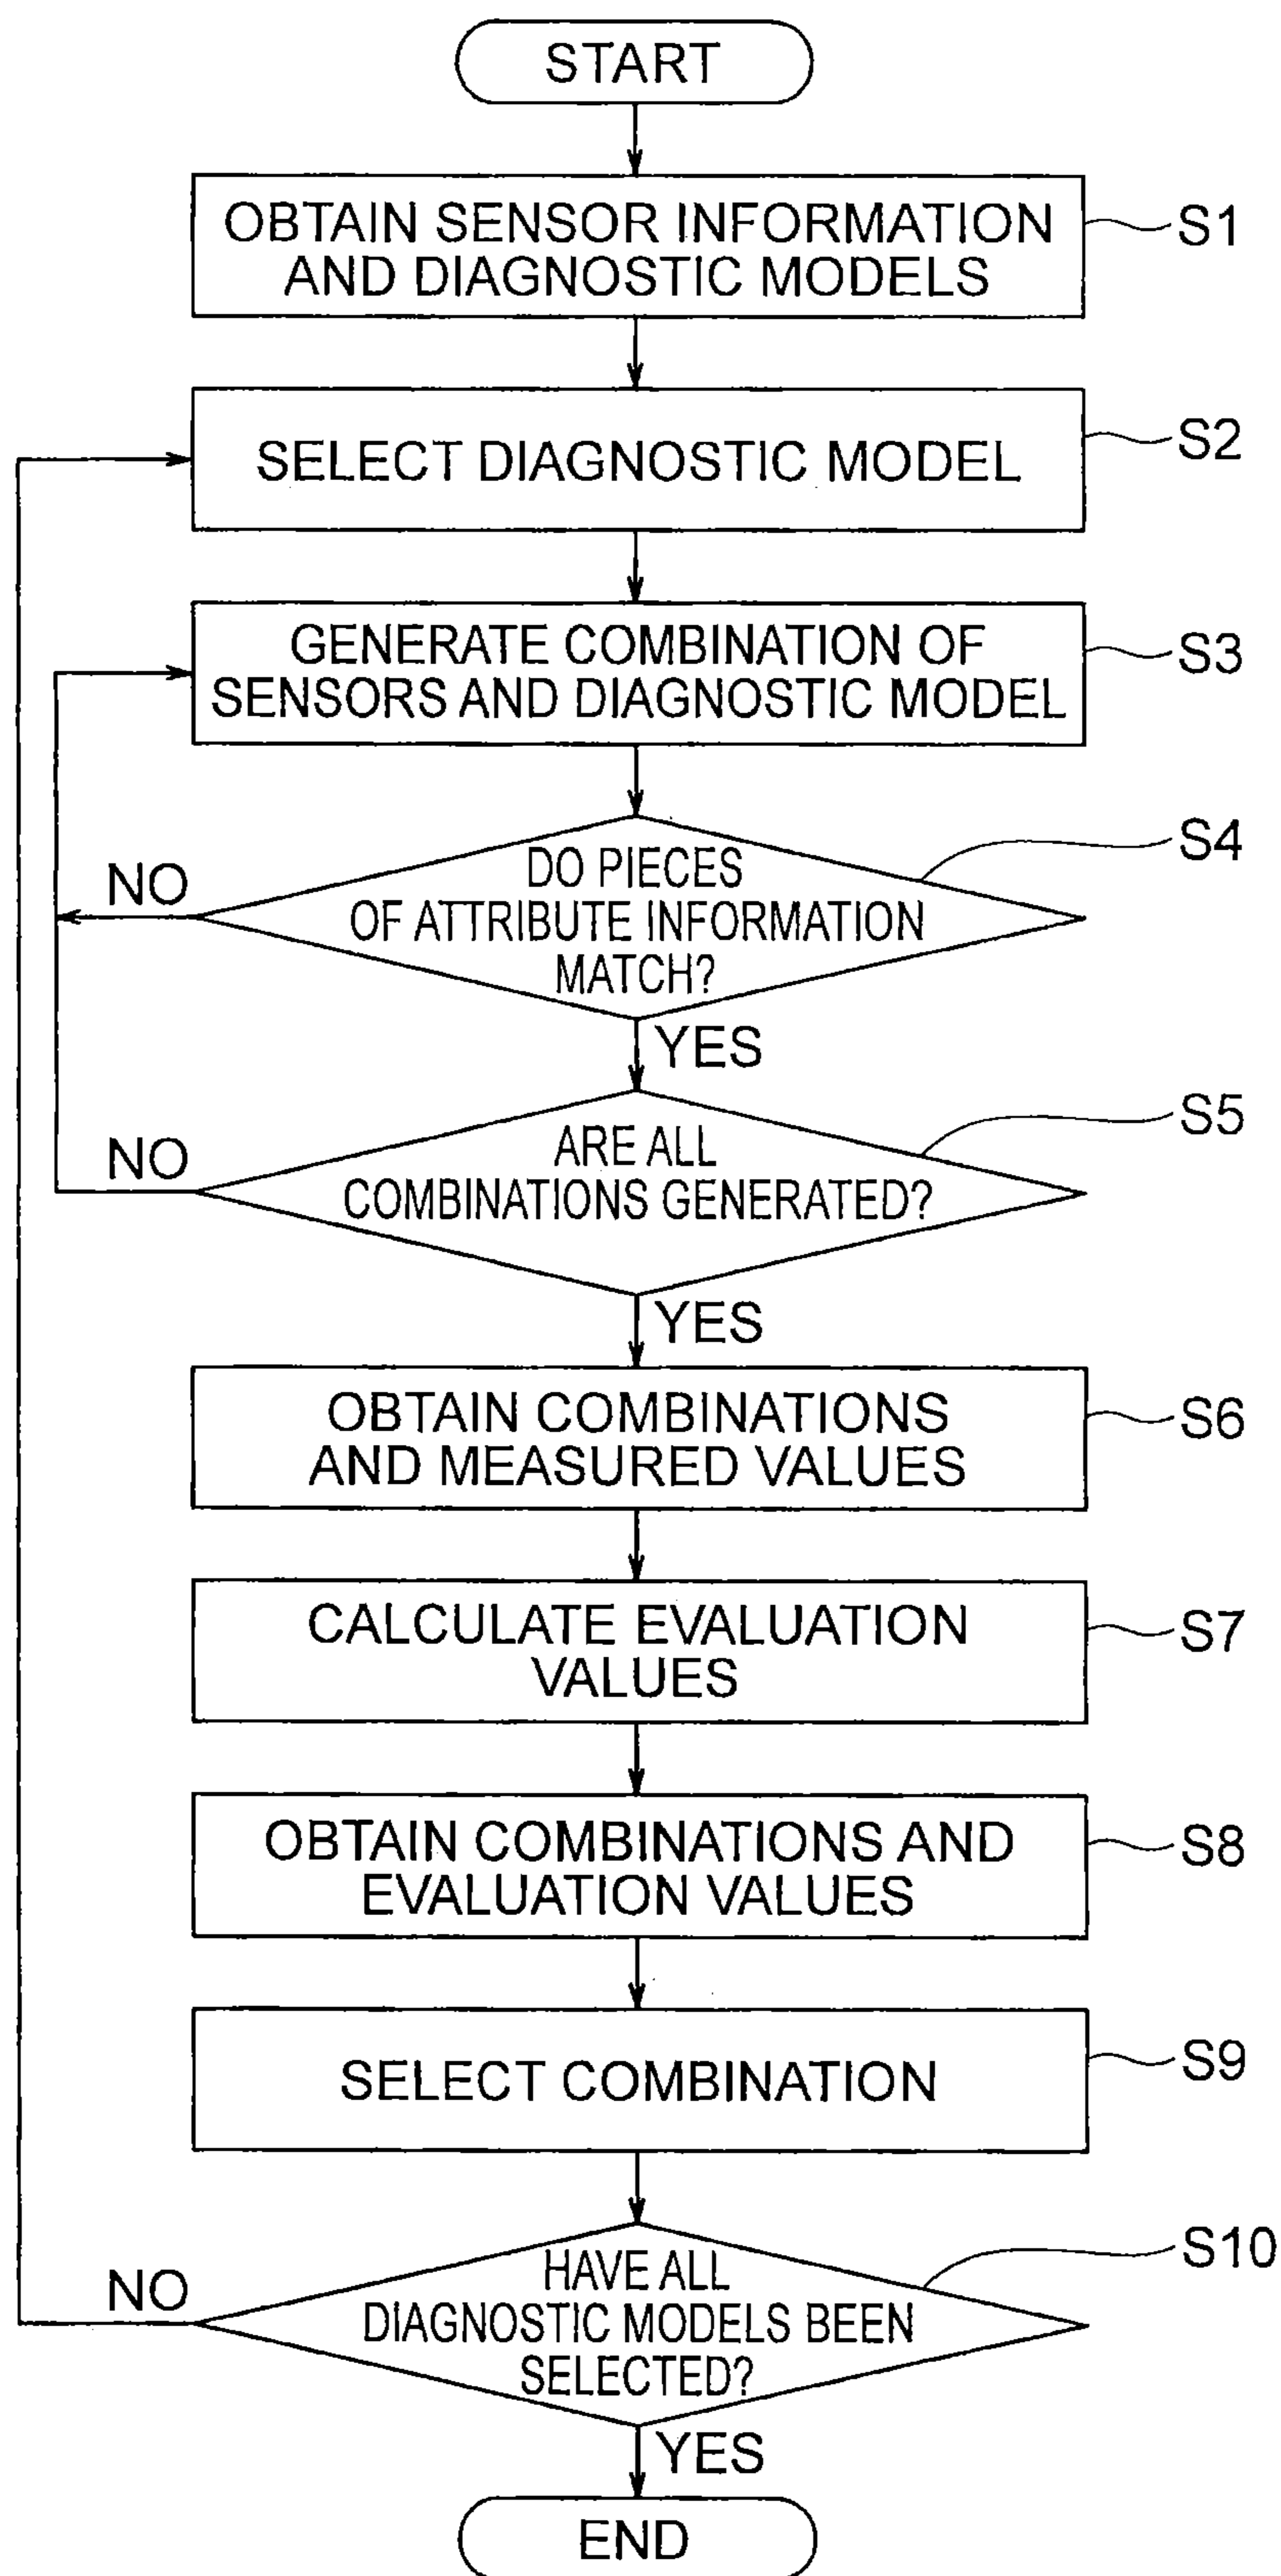 START
OBTAIN SENSOR INFORMATION
AND DIAGNOSTIC MODELS
S1
SELECT DIAGNOSTIC MODEL
S2
GENERATE COMBINATION OF
SENSORS AND DIAGNOSTIC MODEL
S3
DO PIECES
OF ATTRIBUTE INFORMATION
MATCH?
S4
NO
YES
ARE ALL
COMBINATIONS GENERATED?
S5
NO
YES
OBTAIN COMBINATIONS
AND MEASURED VALUES
S6
CALCULATE EVALUATION
VALUES
S7
OBTAIN COMBINATIONS AND
EVALUATION VALUES
S8
SELECT COMBINATION
S9
HAVE ALL
DIAGNOSTIC MODELS BEEN
SELECTED?
S10
NO
YES
END